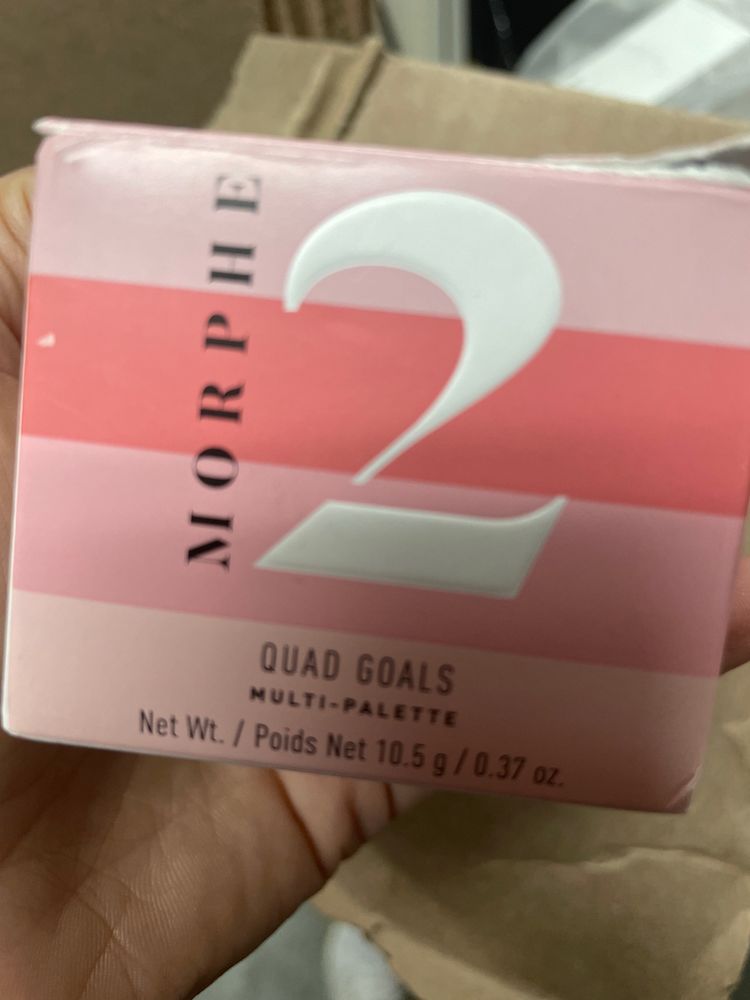 MORPHE
2
QUAD GOALS
MULTI-PALETTE
Net Wt. / Poids Net 10.5 g / 0.37 oz.